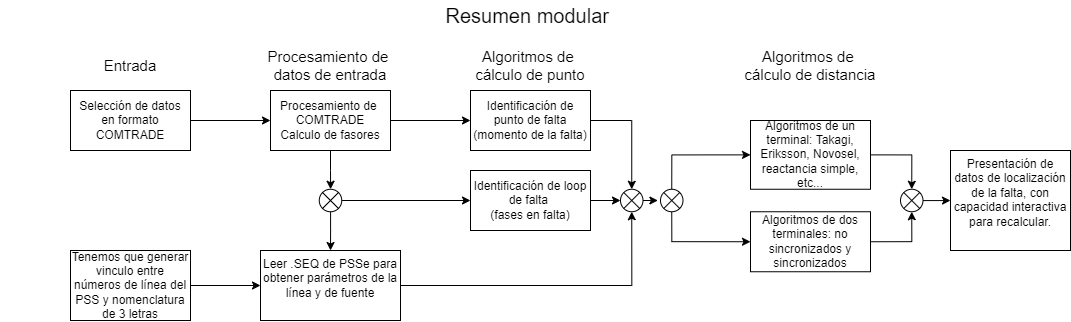 Resumen modular
Entrada
Procesamiento de
datos de entrada
Algoritmos de
cálculo de punto
Algoritmos de
cálculo de distancia
Selección de datos
en formato
COMTRADE
Procesamiento de
COMTRADE
Calculo de fasores
Identificación de
punto de falta
(momento de la falta)
Algoritmos de un
terminal: Takagi,
Eriksson, Novosel,
reactancia simple,
etc...
Presentación de
datos de localización
de la falta, con
capacidad interactiva
para recalcular.
Identificación de loop
de falta
(fases en falta)
Algoritmos de dos
terminales: no
sincronizados y
sincronizados
Tenemos que generar
vinculo entre
números de línea del
PSS y nomenclatura
de 3 letras
Leer .SEQ de PSSe para
obtener parámetros de la
línea y de fuente